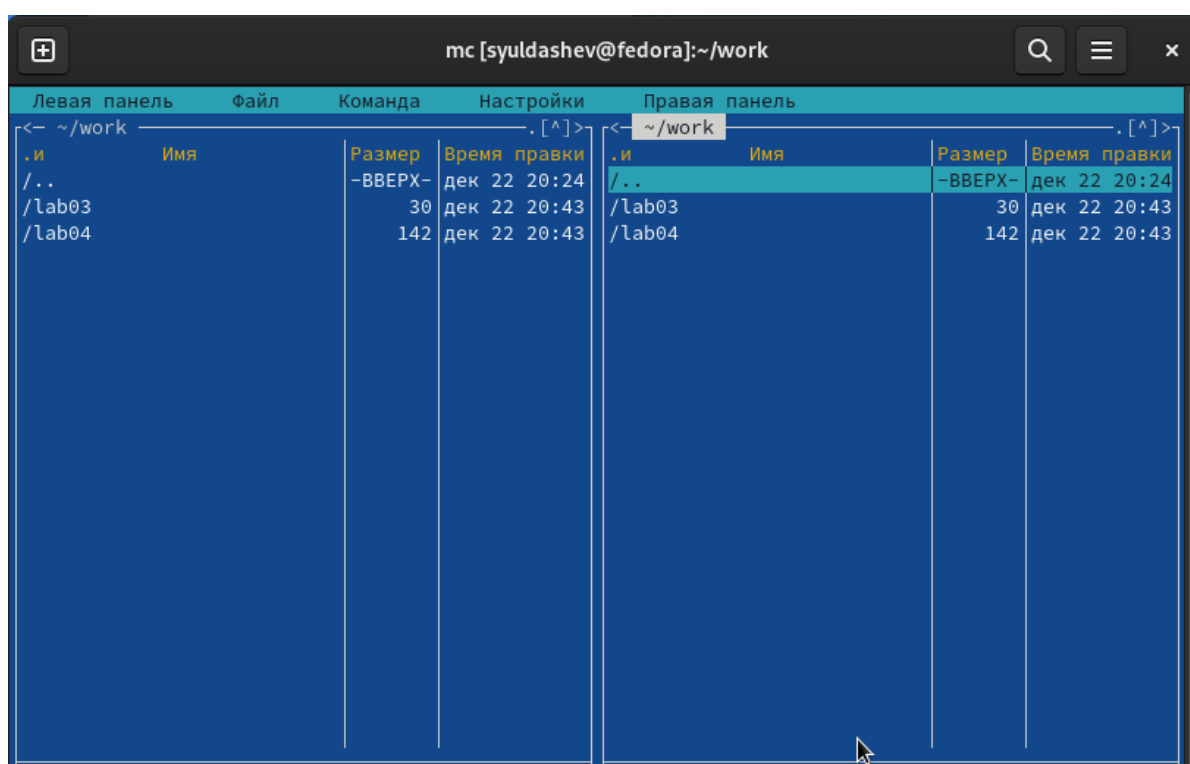 mc [syuldashev@fedora]:~/work
Левая панель Файл Команда Настройки Правая панель
<— ~/work .[^]> <— ~/work .[^]>
.и Имя Размер Время правки .и Имя Размер Время правки
/.. -ВВЕРХ- дек 22 20:24 /.. -ВВЕРХ- дек 22 20:24
/lab03 30 дек 22 20:43 /lab03 30 дек 22 20:43
/lab04 142 дек 22 20:43 /lab04 142 дек 22 20:43